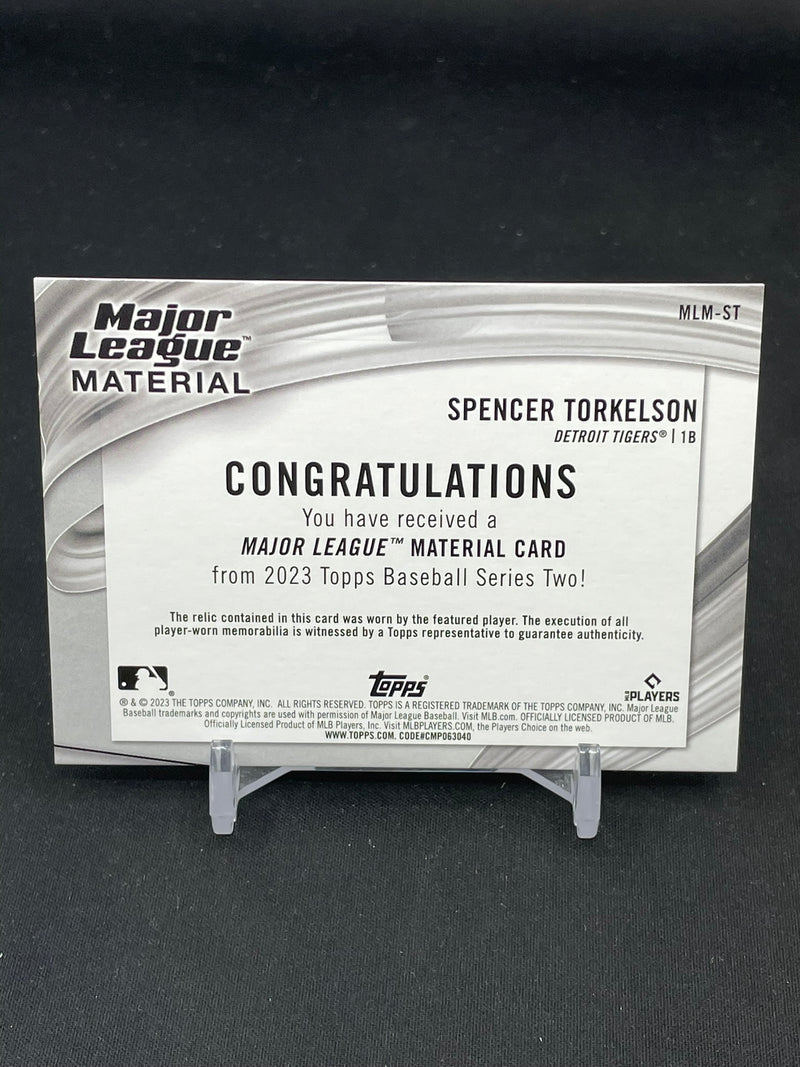 Major
League™
MATERIAL
MLM-ST
SPENCER TORKELSON
DETROIT TIGERS® | 1B
CONGRATULATIONS
You have received a
MAJOR LEAGUE™ MATERIAL CARD
from 2023 Topps Baseball Series Two!
The relic contained in this card was worn by the featured player. The execution of all
player-worn memorabilia is witnessed by a Topps representative to guarantee authenticity.
®
Topps®
MLB PLAYERS
® & © 2023 THE TOPPS COMPANY, INC. ALL RIGHTS RESERVED. TOPPS IS A REGISTERED TRADEMARK OF THE TOPPS COMPANY, INC. Major League
Baseball trademarks and copyrights are used with permission of Major League Baseball. Visit MLB.com. OFFICIALLY LICENSED PRODUCT OF MLB.
Officially Licensed Product of MLB Players, Inc. Visit MLBPLAYERS.COM, the Players Choice on the web.
WWW.TOPPS.COM. CODE#CMP063040